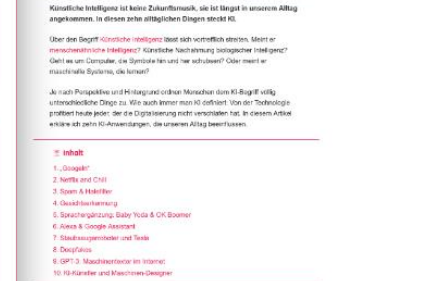 Künstliche Intelligenz ist keine Zukunftsmusik, sie ist längst in unserem Alltag
angekommen. In diesen zehn alltäglichen Dingen steckt KI.
Über den Begriff Künstliche Intelligenz lässt sich vortrefflich streiten. Meint er
menschenähnliche Intelligenz? Künstliche Nachahmung biologischer Intelligenz?
Geht es um Computer, die Symbole hin und her schubsen? Oder meint er
maschinelle Systeme, die lernen?
Je nach Perspektive und Hintergrund ordnen Menschen dem KI-Begriff völlig
unterschiedliche Dinge zu. Wie auch immer man KI definiert: Von der Technologie
profitiert heute jeder, der die Digitalisierung nicht verschlafen hat. In diesem Artikel
erkläre ich zehn KI-Anwendungen, die unseren Alltag beeinflussen.
Inhalt
1. „Googeln“
2. Netflix and Chill
3. Spam & Hassfilter
4. Gesichtserkennung
5. Sprachergänzung: Baby Yoda & OK Boomer
6. Alexa & Google Assistant
7. Staubsaugerroboter und Tesla
8. Deepfakes
9. GPT-3: Maschinentexter im Internet
10. KI-Künstler und Maschinen-Designer